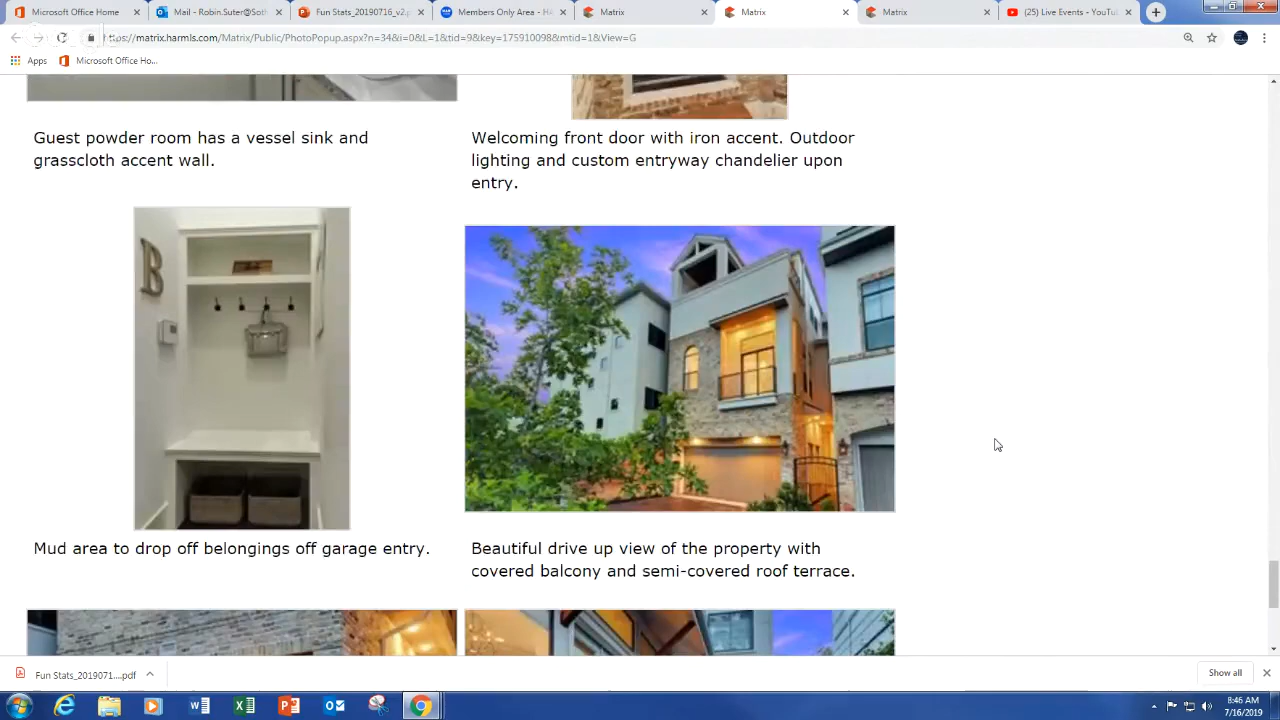 Microsoft Office Home
Mail - Robin.Suter@Soth
Fun Stats_20190716_v2.p
Members Only Area - H
Matrix
Matrix
Matrix
(25) Live Events - YouTu
https://matrix.harmls.com/Matrix/Public/PhotoPopup.aspx?n=34&i=0&L=1&tid=9&key=175910098&mtid=1&View=G
Apps
Microsoft Office Ho...
Guest powder room has a vessel sink and
grasscloth accent wall.
Welcoming front door with iron accent. Outdoor
lighting and custom entryway chandelier upon
entry.
B
Mud area to drop off belongings off garage entry.
Beautiful drive up view of the property with
covered balcony and semi-covered roof terrace.
Fun Stats_2019071....pdf
Show all
8:46 AM
7/16/2019